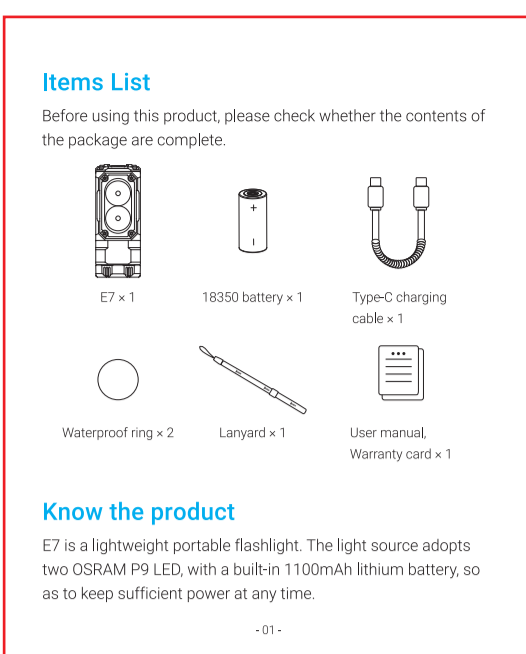 Items List
Before using this product, please check whether the contents of
the package are complete.
E7 × 1
18350 battery × 1
Type-C charging
cable × 1
Waterproof ring × 2
Lanyard × 1
User manual,
Warranty card × 1
Know the product
E7 is a lightweight portable flashlight. The light source adopts
two OSRAM P9 LED, with a built-in 1100mAh lithium battery, so
as to keep sufficient power at any time.
- 01 -